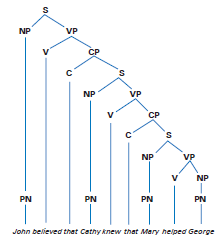 S
NP VP
V CP
C S
NP VP
V CP
C S
NP VP
V NP
PN PN PN PN
John believed that Cathy knew that Mary helped George